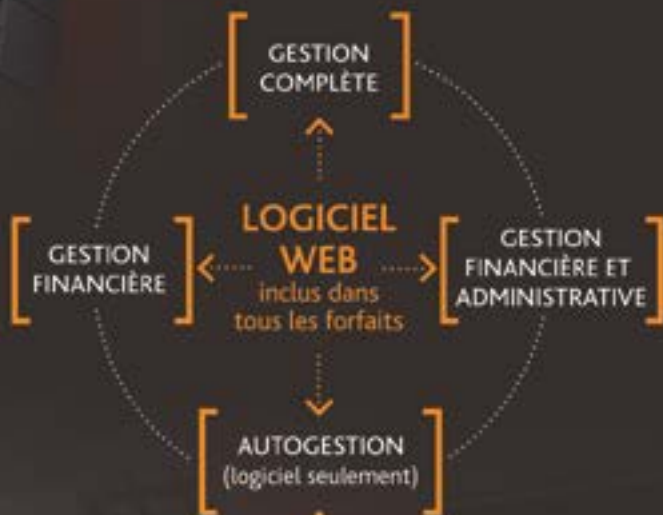 GESTION
COMPLÈTE
LOGICIEL
WEB
inclus dans
tous les forfaits
GESTION
FINANCIÈRE
GESTION
FINANCIÈRE ET
ADMINISTRATIVE
AUTOGESTION
(logiciel seulement)